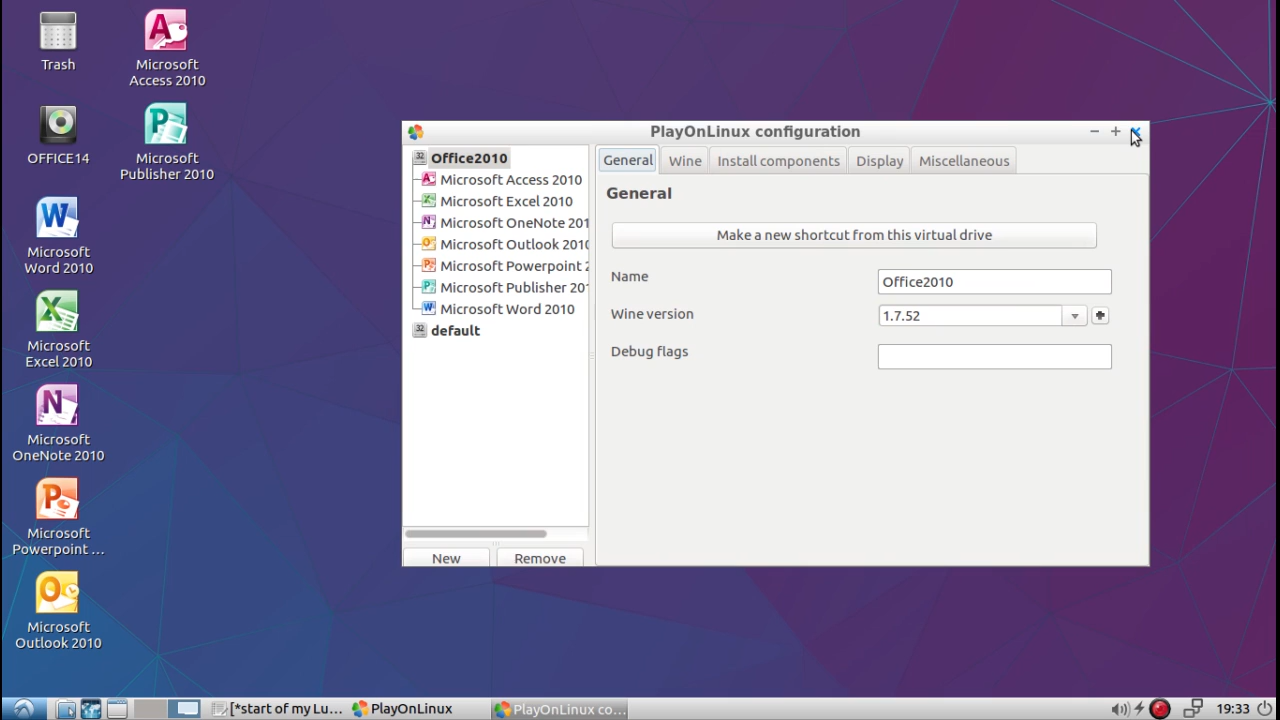 Trash
Microsoft
Access 2010
OFFICE14
Microsoft
Publisher 2010
Microsoft
Word 2010
Microsoft
Excel 2010
Microsoft
OneNote 2010
Microsoft
Powerpoint ...
Microsoft
Outlook 2010
PlayOnLinux configuration
Office2010
Microsoft Access 2010
Microsoft Excel 2010
Microsoft OneNote 201
Microsoft Outlook 2010
Microsoft Powerpoint 2
Microsoft Publisher 201
Microsoft Word 2010
default
New
Remove
General
Wine
Install components
Display
Miscellaneous
General
Make a new shortcut from this virtual drive
Name
Office2010
Wine version
1.7.52
Debug flags
[*start of my Lu...
PlayOnLinux
PlayOnLinux co...
19:33